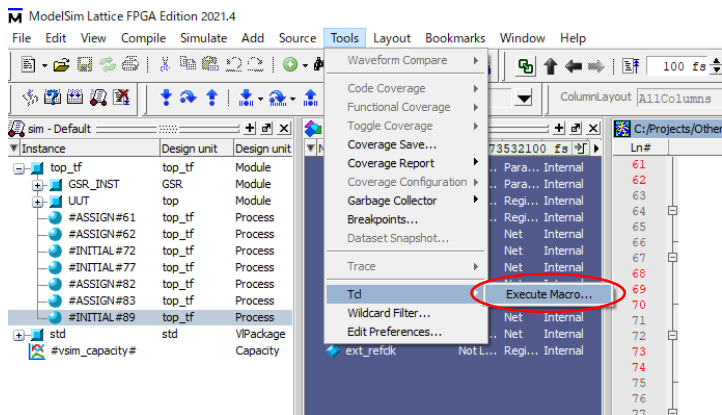 ModelSim Lattice FPGA Edition 2021.4
File Edit View Compile Simulate Add Source Tools Layout Bookmarks Window Help
100 fs
ColumnLayout AllColumns
sim - Default
Instance Design unit Design unit
top_tf top_tf Module
GSR_INST GSR Module
UUT top Module
#ASSIGN#61 top_tf Process
#ASSIGN#62 top_tf Process
#INITIAL#72 top_tf Process
#INITIAL#77 top_tf Process
#ASSIGN#82 top_tf Process
#ASSIGN#83 top_tf Process
#INITIAL#89 top_tf Process
std std VlPackage
#vsim_capacity# Capacity
Waveform Compare
Code Coverage
Functional Coverage
Toggle Coverage
Coverage Save...
Coverage Report
Coverage Configuration
Garbage Collector
Breakpoints...
Dataset Snapshot...
Trace
Tcl
Execute Macro...
Wildcard Filter...
Edit Preferences...
73532100 fs
.. Para... Internal
.. Para... Internal
.. Regi... Internal
.. Regi... Internal
Net Internal
Net Internal
Net Internal
Net Internal
.. Net Internal
ext_refclk Not L... Regi... Internal
C:/Projects/Other
Ln#
61
62
63
64
65
66
67
68
69
70
71
72
73
74
75
76
77